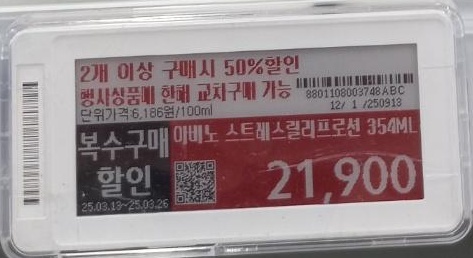 2개 이상 구매시 50%할인
행사상품에 한해 교차구매 가능
단위가격:6,186원/100ml
8801108003748ABC
12/ 1 /250913
복수구매
할인
25.03.13~25.03.26
아비노 스트레스릴리프로션 354ML
21,900